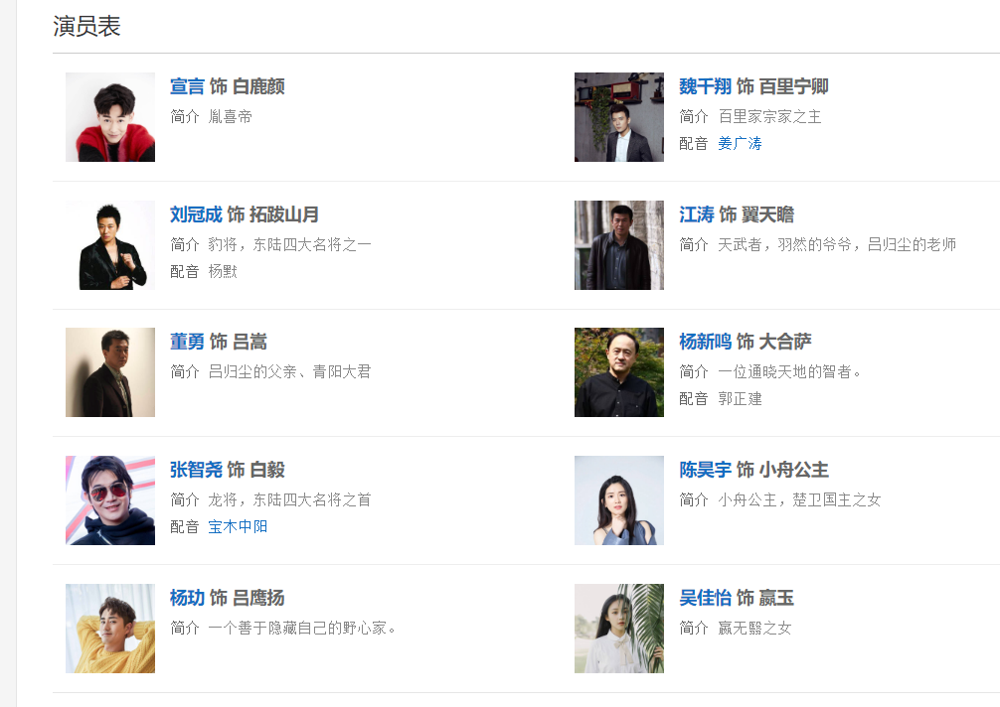 演员表
宣言 饰 白鹿颜
简介 胤喜帝
魏千翔 饰 百里宁卿
简介 百里家宗家之主
配音 姜广涛
刘冠成 饰 拓跋山月
简介 豹将，东陆四大名将之一
配音 杨默
江涛 饰 翼天瞻
简介 天武者，羽然的爷爷，吕归尘的老师
董勇 饰 吕嵩
简介 吕归尘的父亲、青阳大君
杨新鸣 饰 大合萨
简介 一位通晓天地的智者。
配音 郭正建
张智尧 饰 白毅
简介 龙将，东陆四大名将之首
配音 宝木中阳
陈昊宇 饰 小舟公主
简介 小舟公主，楚卫国主之女
杨玏 饰 吕鹰扬
简介 一个善于隐藏自己的野心家。
吴佳怡 饰 嬴玉
简介 嬴无翳之女